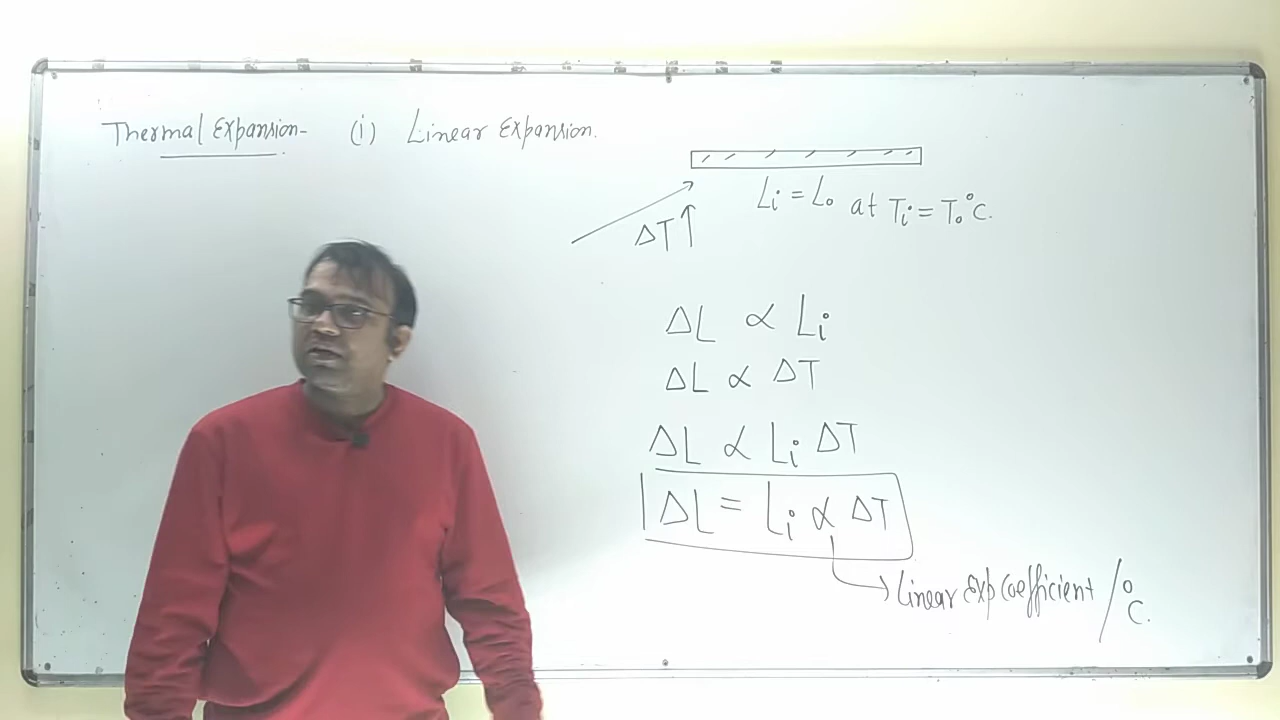 Thermal Expansion- (i) Linear Expansion.
Li = L₀ at Ti = T₀°C.
ΔT↑
ΔL ∝ Li
ΔL ∝ ΔT
ΔL ∝ Li ΔT
ΔL = Li α ΔT
Linear Exp Coefficient /°C.